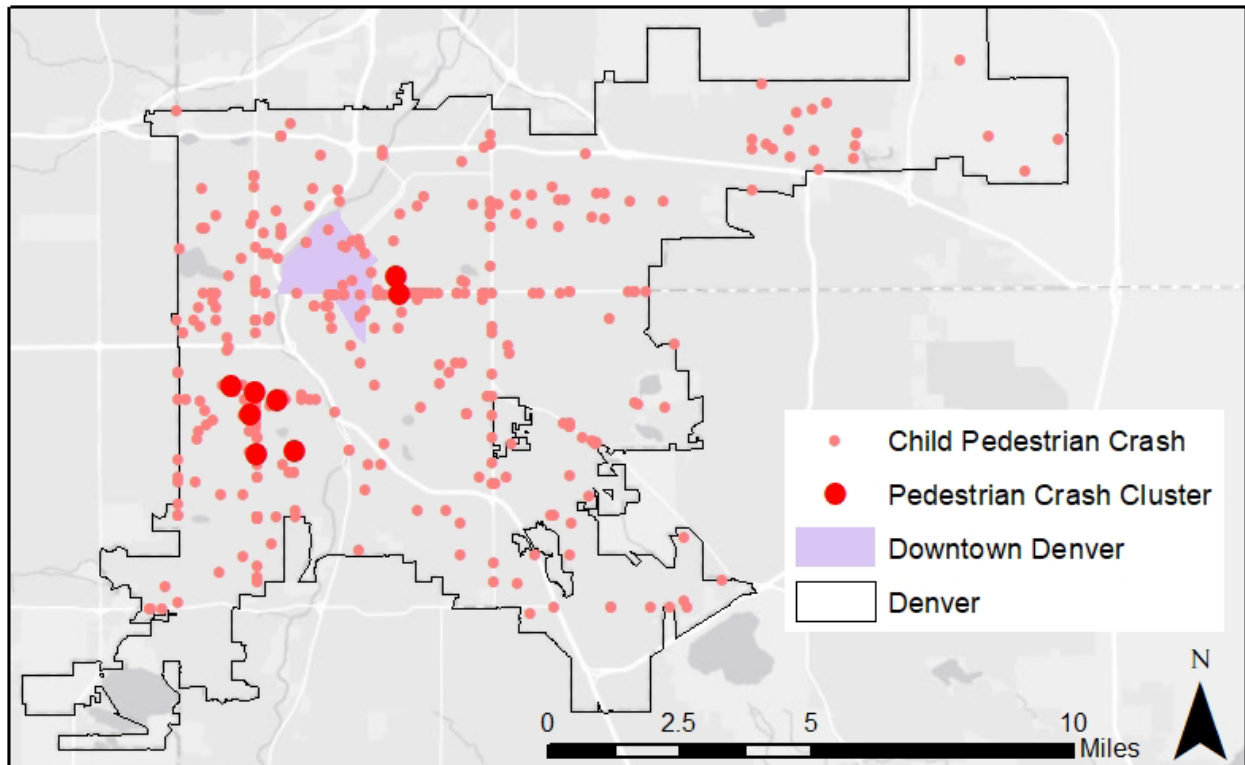 Child Pedestrian Crash
Pedestrian Crash Cluster
Downtown Denver
Denver
N
0 2.5 5 10
Miles